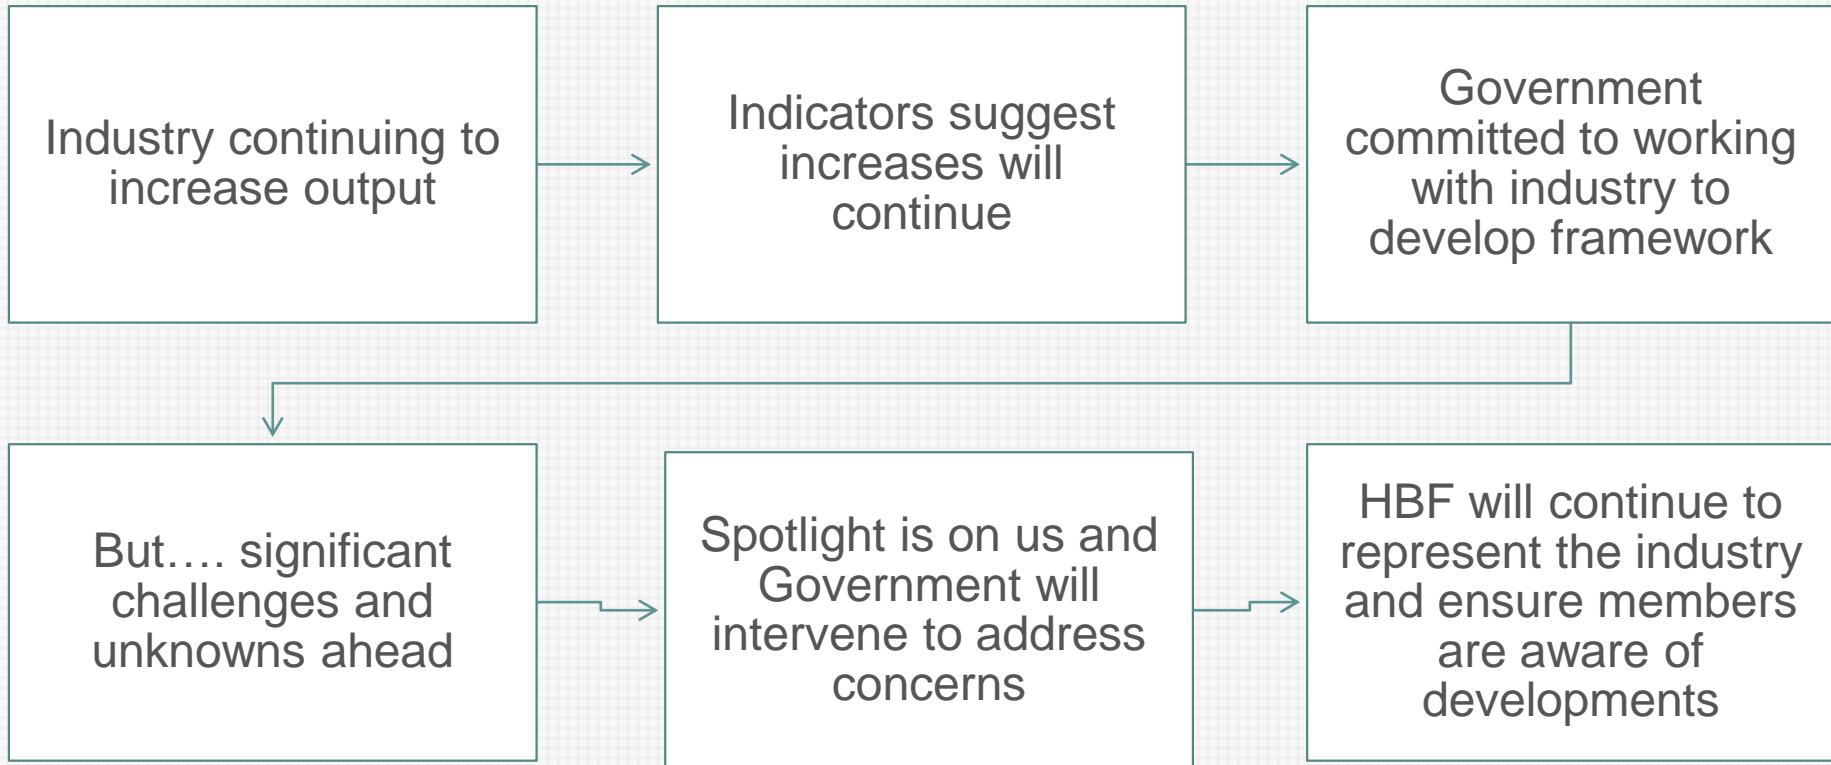 Industry continuing to
increase output
Indicators suggest
increases will
continue
Government
committed to working
with industry to
develop framework
But…. significant
challenges and
unknowns ahead
Spotlight is on us and
Government will
intervene to address
concerns
HBF will continue to
represent the industry
and ensure members
are aware of
developments